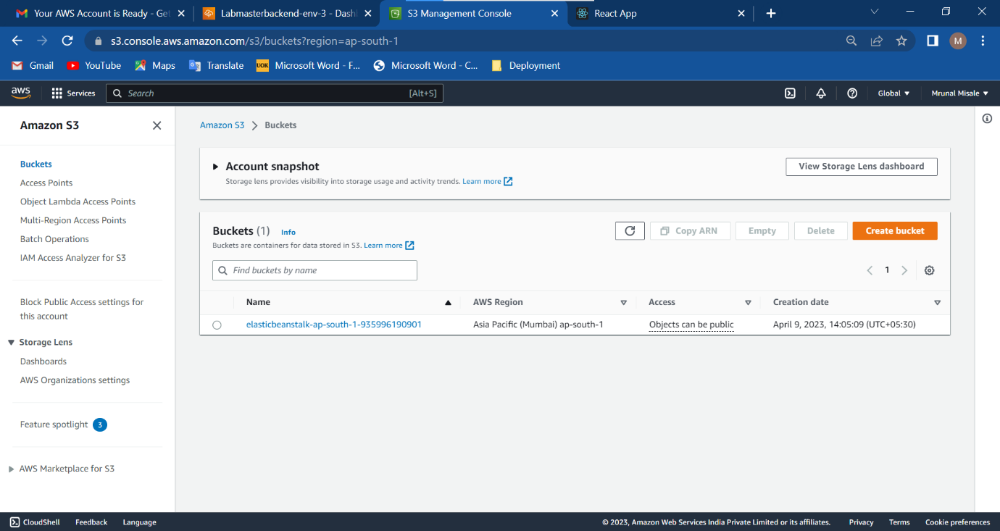 Your AWS Account is Ready - Get
Labmasterbackend-env-3 - Dash
S3 Management Console
React App
s3.console.aws.amazon.com/s3/buckets?region=ap-south-1
M
Gmail
YouTube
Maps
Translate
UOK
Microsoft Word - F...
Microsoft Word - C...
Deployment
aws
Services
Search
[Alt+S]
Global
Mrunal Misale
Amazon S3
Buckets
Access Points
Object Lambda Access Points
Multi-Region Access Points
Batch Operations
IAM Access Analyzer for S3
Block Public Access settings for
this account
Storage Lens
Dashboards
AWS Organizations settings
Feature spotlight 3
AWS Marketplace for S3
Amazon S3 > Buckets
Account snapshot
Storage lens provides visibility into storage usage and activity trends. Learn more
View Storage Lens dashboard
Buckets (1) Info
Buckets are containers for data stored in S3. Learn more
Copy ARN
Empty
Delete
Create bucket
Find buckets by name
1
Name
AWS Region
Access
Creation date
elasticbeanstalk-ap-south-1-935996190901
Asia Pacific (Mumbai) ap-south-1
Objects can be public
April 9, 2023, 14:05:09 (UTC+05:30)
CloudShell
Feedback
Language
© 2023, Amazon Web Services India Private Limited or its affiliates.
Privacy
Terms
Cookie preferences